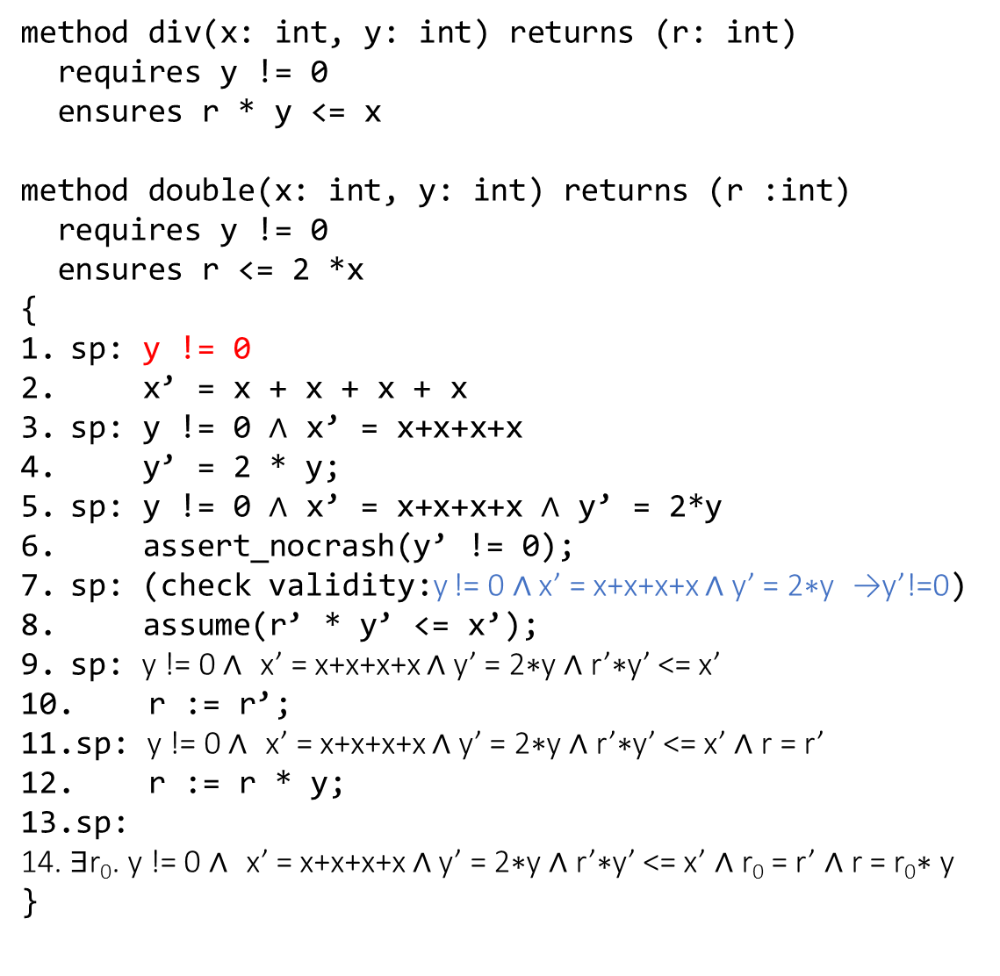 method div(x: int, y: int) returns (r: int)
requires y != 0
ensures r * y <= x
method double(x: int, y: int) returns (r :int)
requires y != 0
ensures r <= 2 *x
{
1. sp: y != 0
2. x’ = x + x + x + x
3. sp: y != 0 ∧ x’ = x+x+x+x
4. y’ = 2 * y;
5. sp: y != 0 ∧ x’ = x+x+x+x ∧ y’ = 2*y
6. assert_nocrash(y’ != 0);
7. sp: (check validity:y != 0 ∧ x’ = x+x+x+x ∧ y’ = 2*y →y’!=0)
8. assume(r’ * y’ <= x’);
9. sp: y != 0 ∧ x’ = x+x+x+x ∧ y’ = 2*y ∧ r’*y’ <= x’
10. r := r’;
11.sp: y != 0 ∧ x’ = x+x+x+x ∧ y’ = 2*y ∧ r’*y’ <= x’ ∧ r = r’
12. r := r * y;
13.sp:
14. ∃r₀. y != 0 ∧ x’ = x+x+x+x ∧ y’ = 2*y ∧ r’*y’ <= x’ ∧ r₀ = r’ ∧ r = r₀* y
}